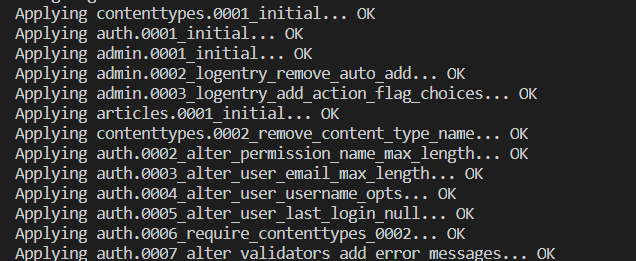 Applying contenttypes.0001_initial... OK
Applying auth.0001_initial... OK
Applying admin.0001_initial... OK
Applying admin.0002_logentry_remove_auto_add... OK
Applying admin.0003_logentry_add_action_flag_choices... OK
Applying articles.0001_initial... OK
Applying contenttypes.0002_remove_content_type_name... OK
Applying auth.0002_alter_permission_name_max_length... OK
Applying auth.0003_alter_user_email_max_length... OK
Applying auth.0004_alter_user_username_opts... OK
Applying auth.0005_alter_user_last_login_null... OK
Applying auth.0006_require_contenttypes_0002... OK
Applying auth.0007_alter_validators_add_error_messages... OK